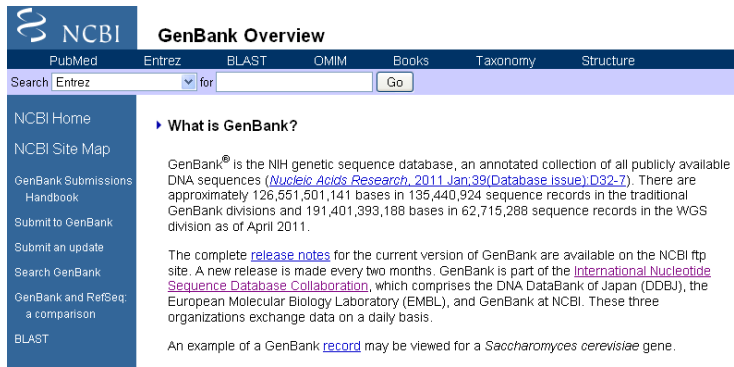 NCBI
GenBank Overview
PubMed Entrez BLAST OMIM Books Taxonomy Structure
Search Entrez for Go
NCBI Home
NCBI Site Map
GenBank Submissions
Handbook
Submit to GenBank
Submit an update
Search GenBank
GenBank and RefSeq:
a comparison
BLAST
What is GenBank?
GenBank® is the NIH genetic sequence database, an annotated collection of all publicly available
DNA sequences (Nucleic Acids Research, 2011 Jan;39(Database issue):D32-7). There are
approximately 126,551,501,141 bases in 135,440,924 sequence records in the traditional
GenBank divisions and 191,401,393,188 bases in 62,715,288 sequence records in the WGS
division as of April 2011.
The complete release notes for the current version of GenBank are available on the NCBI ftp
site. A new release is made every two months. GenBank is part of the International Nucleotide
Sequence Database Collaboration, which comprises the DNA DataBank of Japan (DDBJ), the
European Molecular Biology Laboratory (EMBL), and GenBank at NCBI. These three
organizations exchange data on a daily basis.
An example of a GenBank record may be viewed for a Saccharomyces cerevisiae gene.